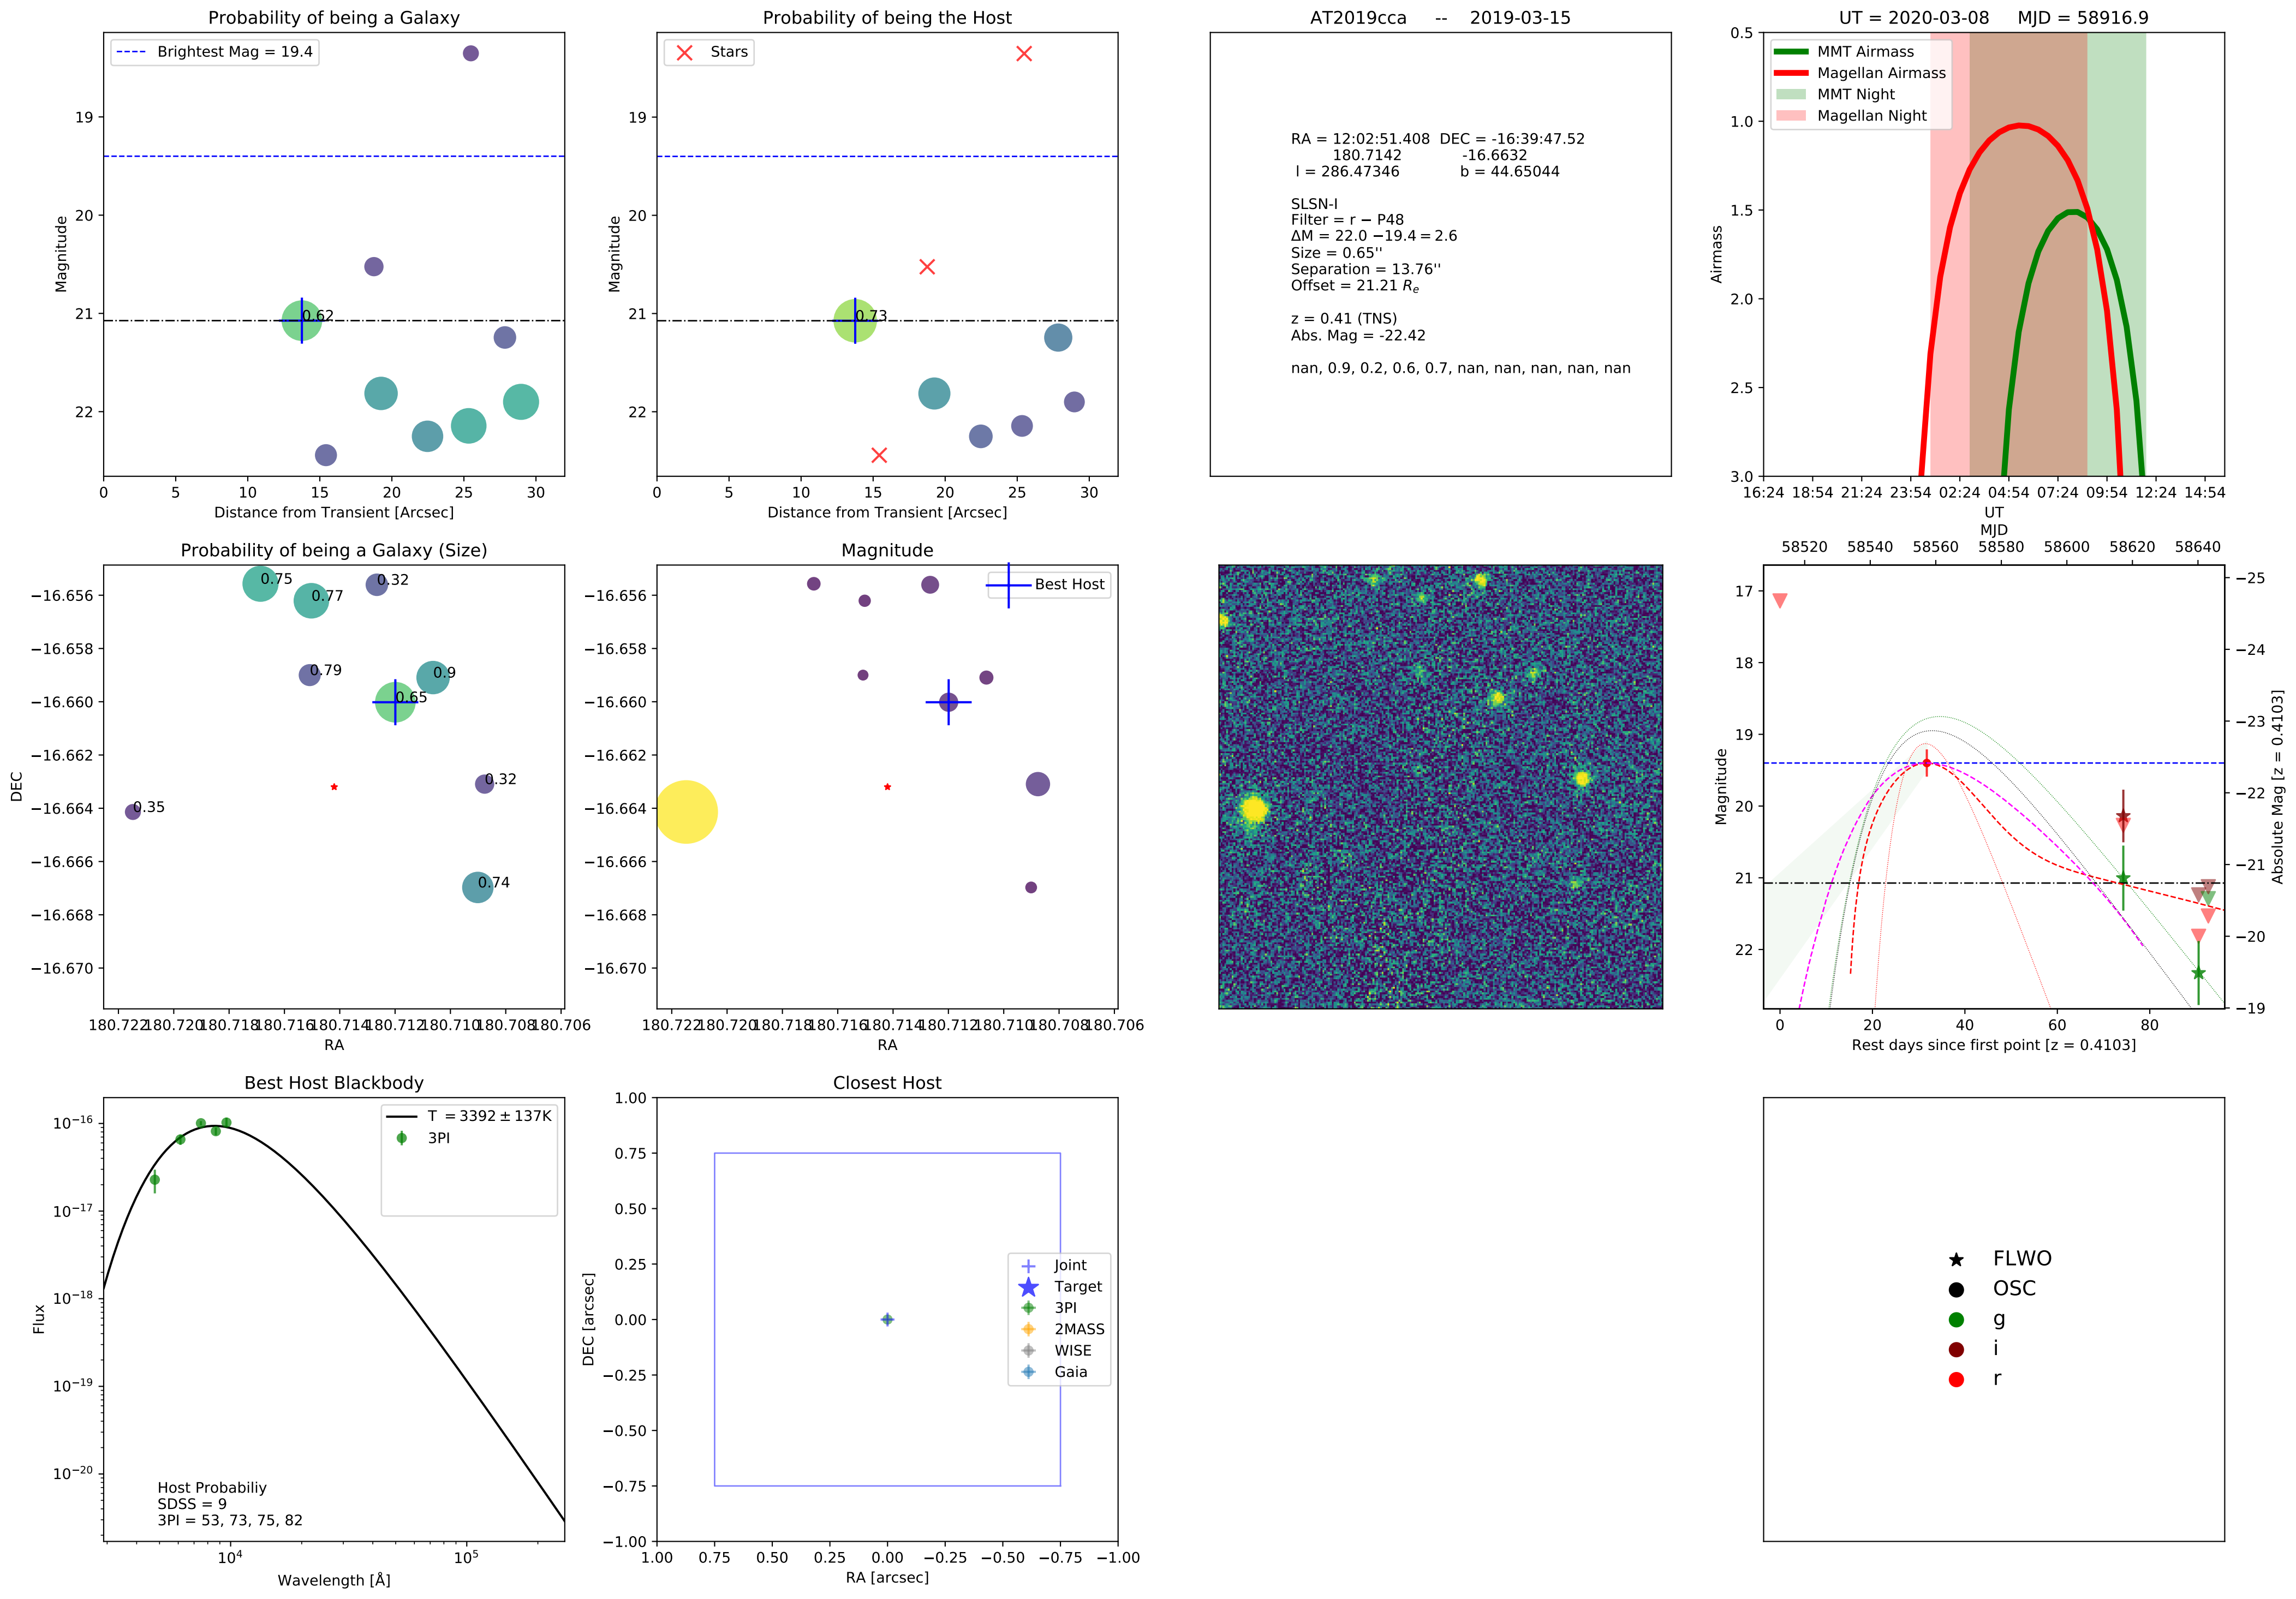 Probability of being a Galaxy
Brightest Mag = 19.4
0.62
19
20
21
22
Magnitude
0 5 10 15 20 25 30
Distance from Transient [Arcsec]
Probability of being the Host
Stars
0.73
19
20
21
22
Magnitude
0 5 10 15 20 25 30
Distance from Transient [Arcsec]
AT2019cca -- 2019-03-15
RA = 12:02:51.408 DEC = -16:39:47.52
180.7142 -16.6632
l = 286.47346 b = 44.65044
SLSN-I
Filter = r − P48
ΔM = 22.0 −19.4 = 2.6
Size = 0.65''
Separation = 13.76''
Offset = 21.21 Re
z = 0.41 (TNS)
Abs. Mag = -22.42
nan, 0.9, 0.2, 0.6, 0.7, nan, nan, nan, nan, nan
UT = 2020-03-08 MJD = 58916.9
MMT Airmass
Magellan Airmass
MMT Night
Magellan Night
0.5
1.0
1.5
2.0
2.5
3.0
Airmass
16:24 18:54 21:24 23:54 02:24 04:54 07:24 09:54 12:24 14:54
UT
Probability of being a Galaxy (Size)
0.75
0.77
0.32
0.79
0.9
0.65
0.32
0.35
0.74
−16.656
−16.658
−16.660
−16.662
−16.664
−16.666
−16.668
−16.670
DEC
180.722 180.720 180.718 180.716 180.714 180.712 180.710 180.708 180.706
RA
Magnitude
Best Host
−16.656
−16.658
−16.660
−16.662
−16.664
−16.666
−16.668
−16.670
180.722 180.720 180.718 180.716 180.714 180.712 180.710 180.708 180.706
RA
MJD
58520 58540 58560 58580 58600 58620 58640
17
18
19
20
21
22
Magnitude
−25
−24
−23
−22
−21
−20
−19
Absolute Mag [z = 0.4103]
0 20 40 60 80
Rest days since first point [z = 0.4103]
Best Host Blackbody
T = 3392 ± 137K
3PI
10−16
10−17
10−18
10−19
10−20
Flux
Host Probabiliy
SDSS = 9
3PI = 53, 73, 75, 82
104 105
Wavelength [Å]
Closest Host
Joint
Target
3PI
2MASS
WISE
Gaia
1.00
0.75
0.50
0.25
0.00
−0.25
−0.50
−0.75
−1.00
DEC [arcsec]
1.00 0.75 0.50 0.25 0.00 −0.25 −0.50 −0.75 −1.00
RA [arcsec]
FLWO
OSC
g
i
r